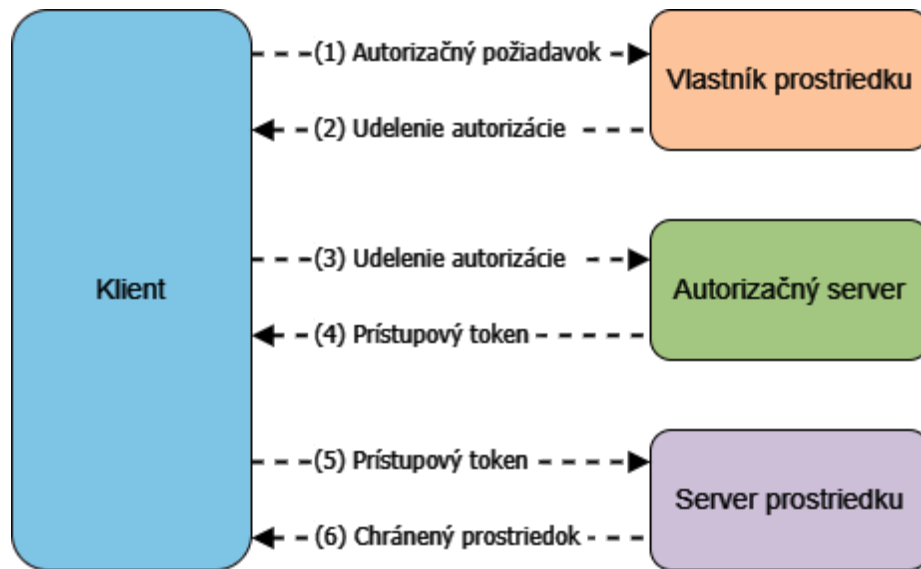 (1) Autorizačný požiadavok
Vlastník prostriedku
(2) Udelenie autorizácie
Klient
(3) Udelenie autorizácie
Autorizačný server
(4) Prístupový token
(5) Prístupový token
Server prostriedku
(6) Chránený prostriedok